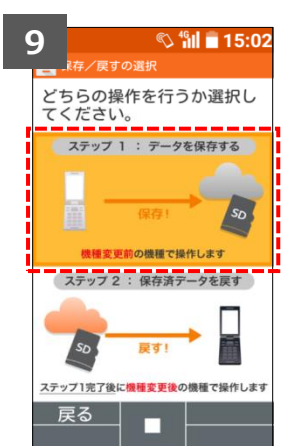 9
4G 15:02
保存／戻すの選択
どちらの操作を行うか選択し
てください。
ステップ 1 ： データを保存する
保存！
SD
機種変更前の機種で操作します
ステップ 2 ： 保存済データを戻す
SD
戻す！
ステップ1完了後に機種変更後の機種で操作します
戻る